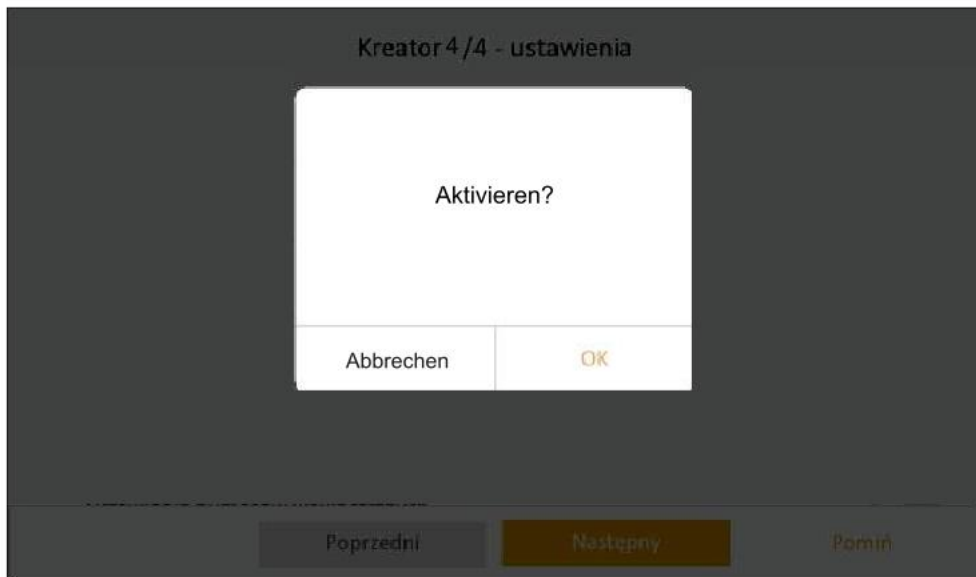 Kreator 4/4 - ustawienia
Aktivieren?
Abbrechen OK
Poprzedni Następny Pomiń